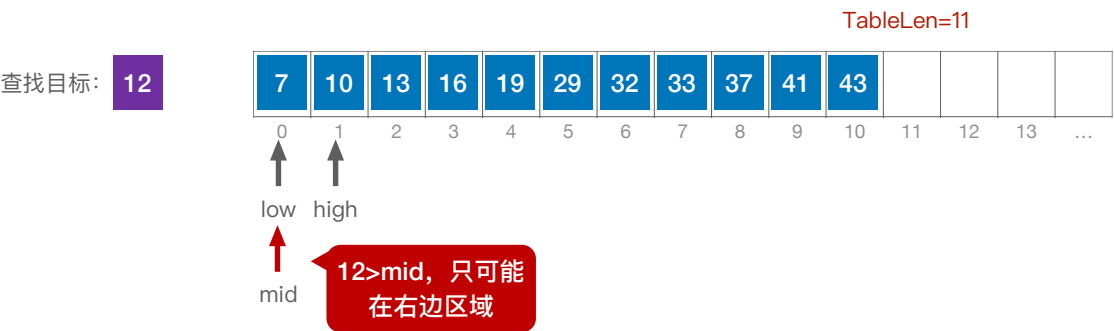 TableLen=11
查找目标： 12
7 10 13 16 19 29 32 33 37 41 43
0 1 2 3 4 5 6 7 8 9 10 11 12 13 ...
low high
mid
12>mid，只可能
在右边区域